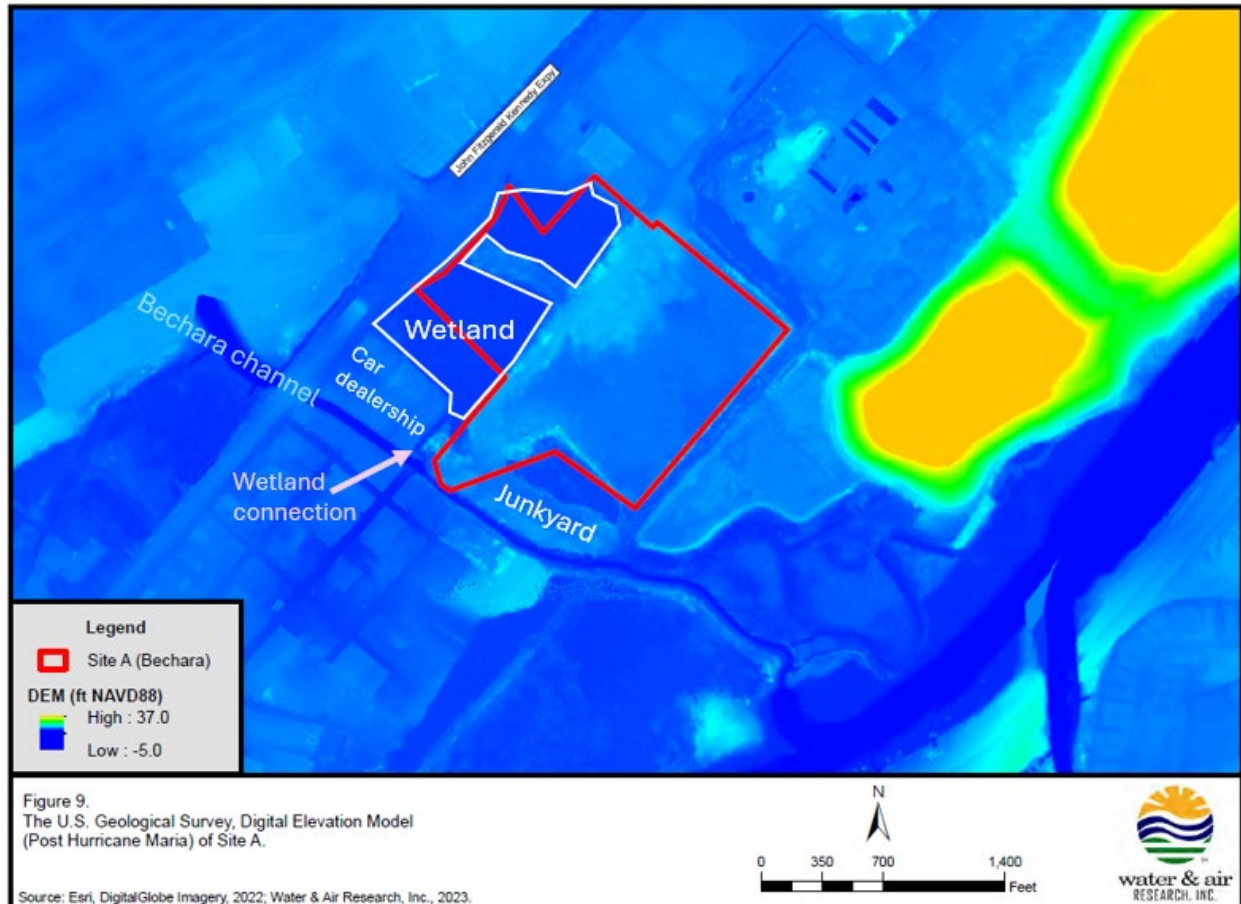 John Fitzgerald Kennedy Expy
Bechara channel
Wetland
Car
dealership
Wetland
connection
Junkyard
Legend
Site A (Bechara)
DEM (ft NAVD88)
High : 37.0
Low : -5.0
Figure 9.
The U.S. Geological Survey, Digital Elevation Model
(Post Hurricane Maria) of Site A.
Source: Esri, DigitalGlobe Imagery, 2022; Water & Air Research, Inc., 2023.
N
0 350 700 1,400
Feet
water & air
RESEARCH, INC.